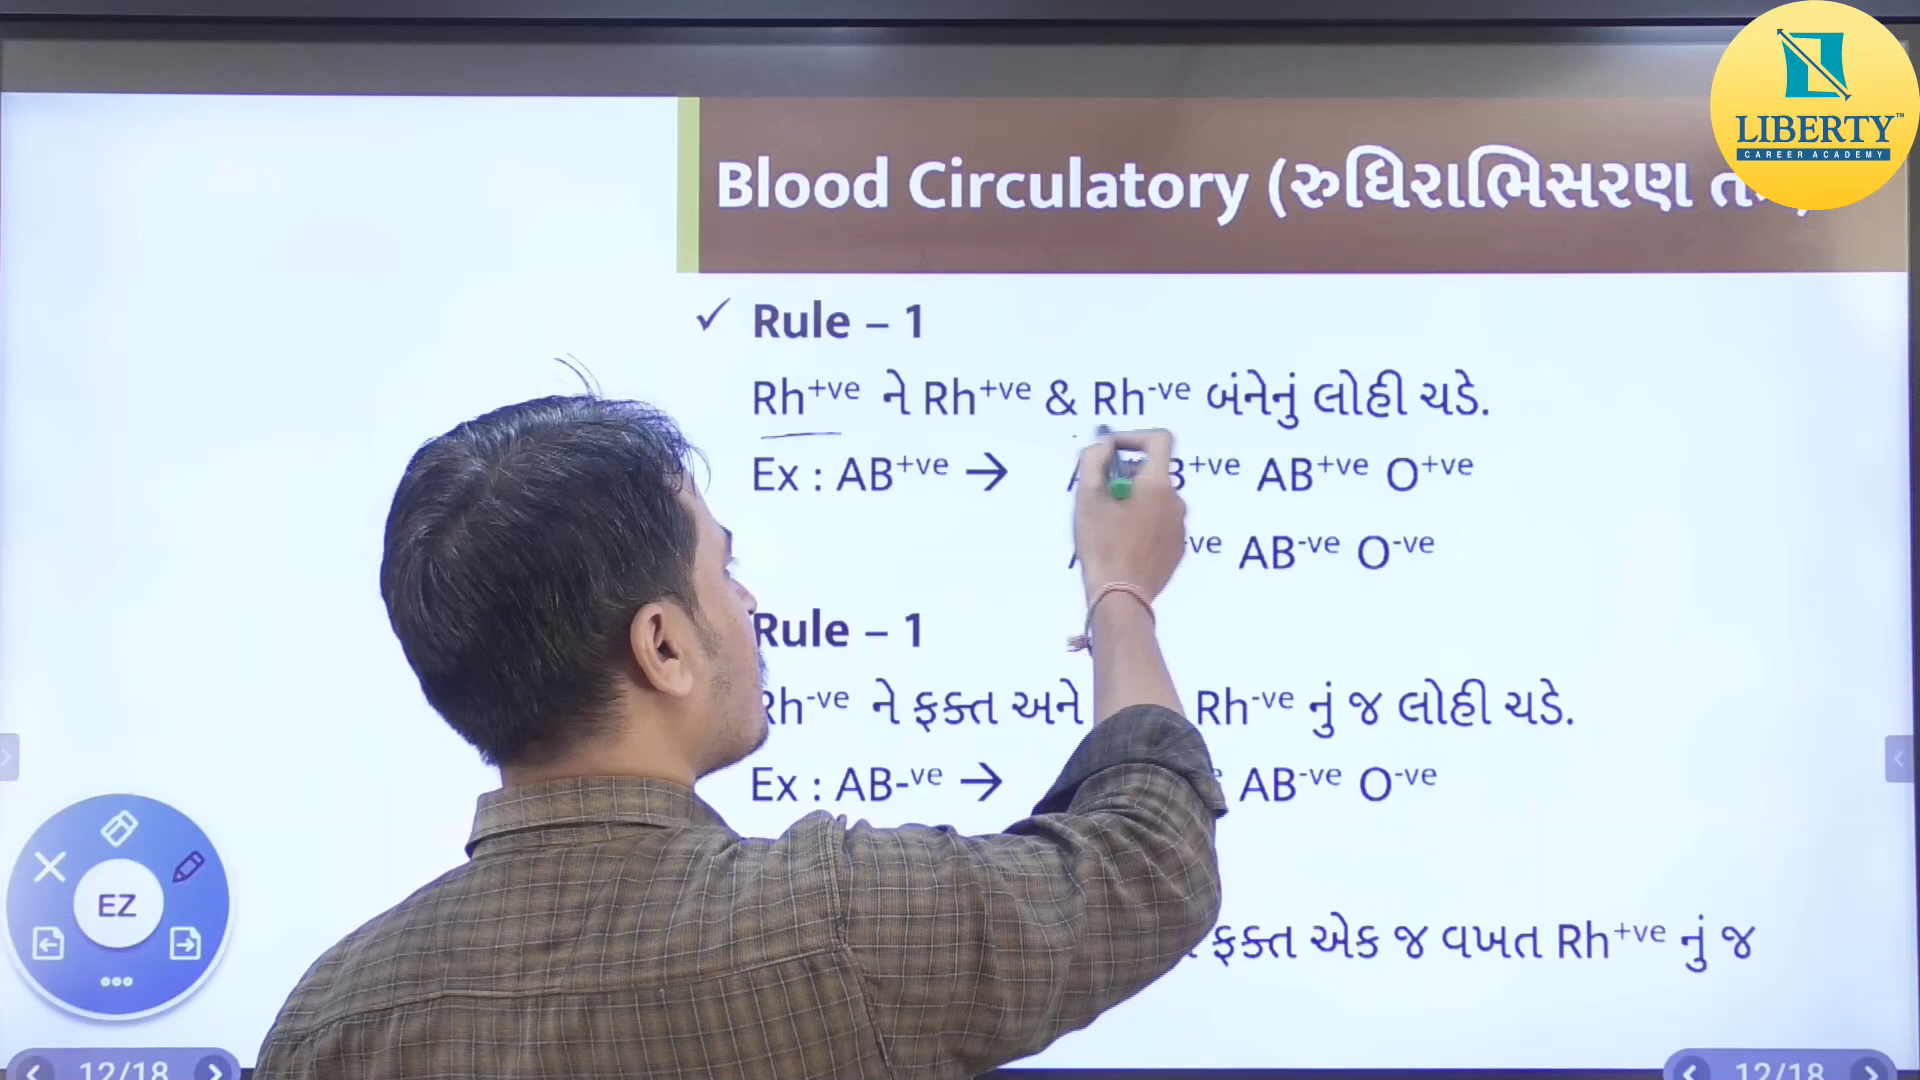 LIBERTY™
CAREER ACADEMY
Blood Circulatory (રુધિરાભિસરણ
✓ Rule – 1
Rh+ve ને Rh+ve & Rh-ve બંનેનું લોહી ચડે.
Ex : AB+ve → +ve AB+ve O+ve
-ve AB-ve O-ve
Rule – 1
Rh-ve ને ફક્ત અને Rh-ve નું જ લોહી ચડે.
Ex : AB-ve → AB-ve O-ve
ફક્ત એક જ વખત Rh+ve નું જ
EZ
12/18
12/18